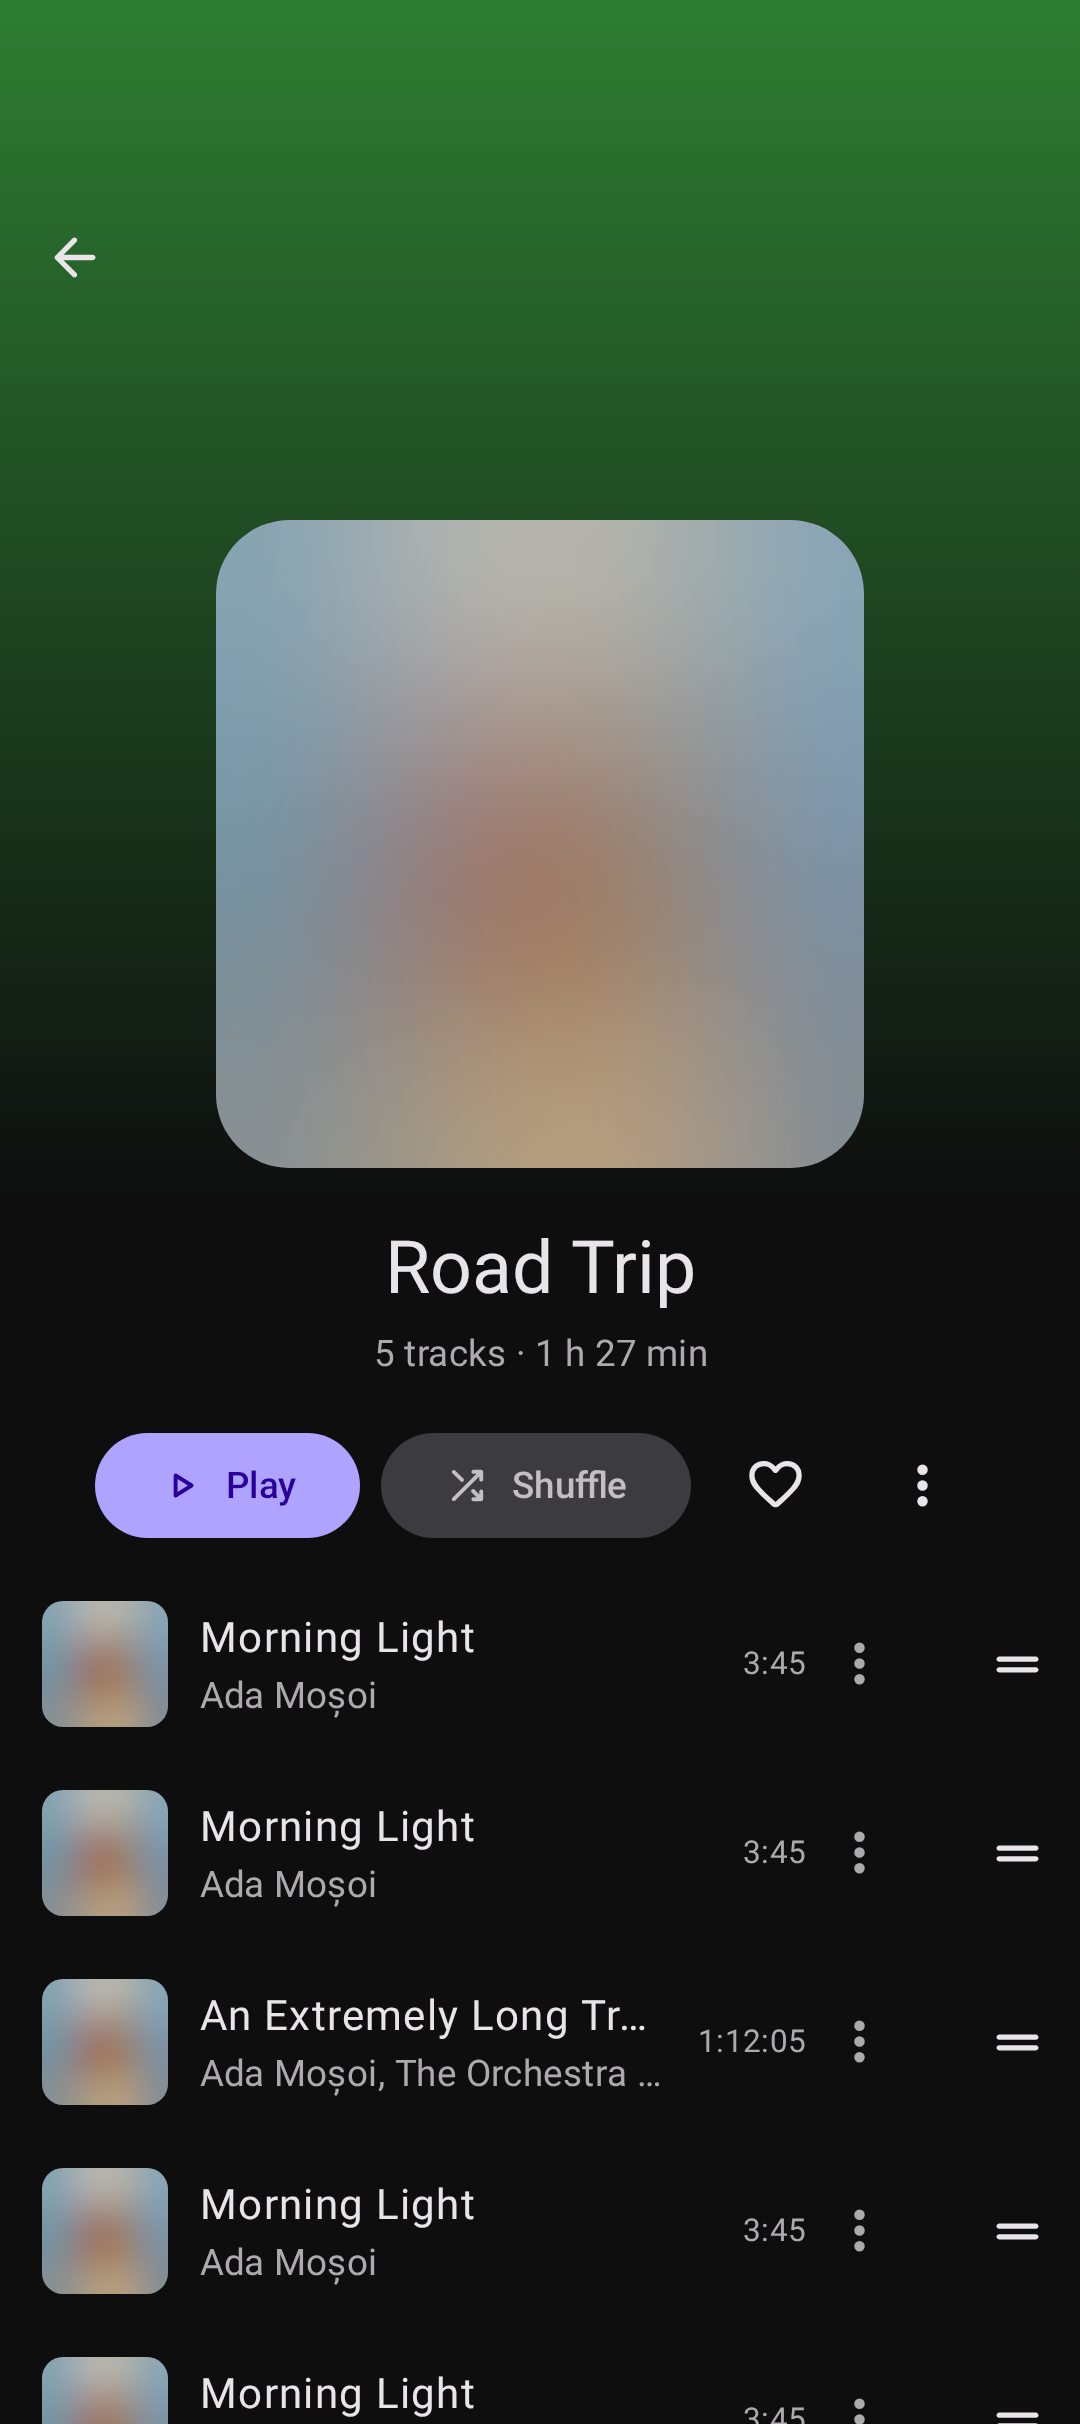 Road Trip
5 tracks · 1 h 27 min
Play
Shuffle
Morning Light
Ada Moșoi
3:45
Morning Light
Ada Moșoi
3:45
An Extremely Long Tr…
Ada Moșoi, The Orchestra …
1:12:05
Morning Light
Ada Moșoi
3:45
Morning Light
3:45